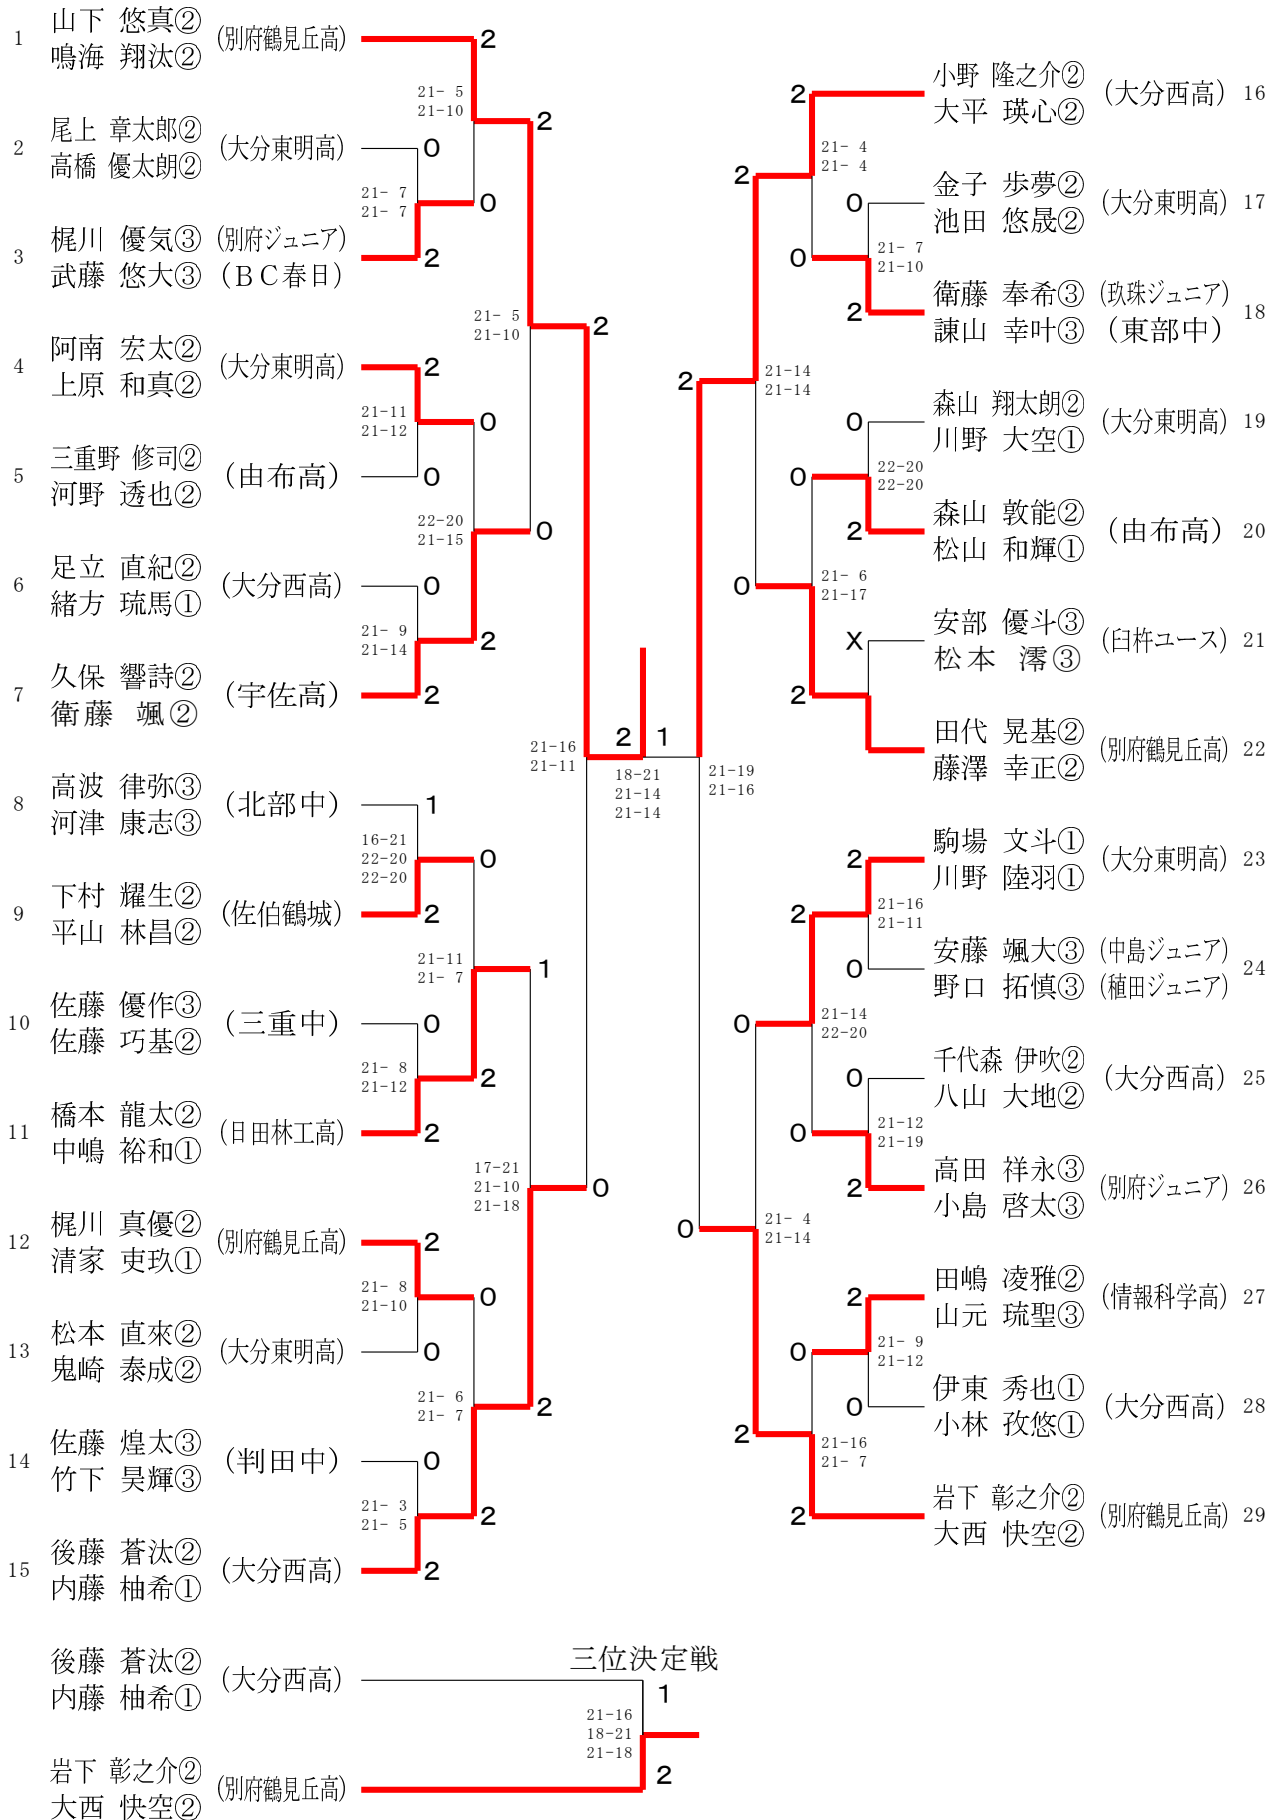 1 山下 悠真② (別府鶴見丘高)
鳴海 翔汰②
2 尾上 章太郎② (大分東明高)
高橋 優太朗②
3 梶川 優気③ (別府ジュニア)
武藤 悠大③ (BC春日)
4 阿南 宏太② (大分東明高)
上原 和真②
5 三重野 修司② (由布高)
河野 透也②
6 足立 直紀② (大分西高)
緒方 琉馬①
7 久保 響詩② (宇佐高)
衛藤 颯②
8 高波 律弥③ (北部中)
河津 康志③
9 下村 耀生② (佐伯鶴城)
平山 林昌②
10 佐藤 優作③ (三重中)
佐藤 巧基②
11 橋本 龍太② (日田林工高)
中嶋 裕和①
12 梶川 真優② (別府鶴見丘高)
清家 吏玖①
13 松本 直來② (大分東明高)
鬼崎 泰成②
14 佐藤 煌太③ (判田中)
竹下 昊輝③
15 後藤 蒼汰② (大分西高)
内藤 柚希①
2
21- 5
21-10
0
21- 7
21- 7
2
0
2
2
21-11
21-12
0
0
0
21- 9
21-14
2
22-20
21-15
2
0
21- 5
21-10
2
1
16-21
22-20
22-20
2
0
0
21- 8
21-12
2
21-11
21- 7
2
1
2
21- 8
21-10
0
0
0
21- 3
21- 5
2
21- 6
21- 7
2
2
17-21
21-10
21-18
0
21-16
21-11
2 1
18-21
21-14
21-14
小野 隆之介② (大分西高) 16
大平 瑛心②
金子 歩夢② (大分東明高) 17
池田 悠晟②
衛藤 奉希③ (玖珠ジュニア) 18
諌山 幸叶③ (東部中)
森山 翔太朗② (大分東明高) 19
川野 大空①
森山 敦能② (由布高) 20
松山 和輝①
安部 優斗③ (臼杵ユース) 21
松本 澪③
田代 晃基② (別府鶴見丘高) 22
藤澤 幸正②
駒場 文斗① (大分東明高) 23
川野 陸羽①
安藤 颯大③ (中島ジュニア) 24
野口 拓慎③ (稙田ジュニア)
千代森 伊吹② (大分西高) 25
八山 大地②
高田 祥永③ (別府ジュニア) 26
小島 啓太③
田嶋 凌雅② (情報科学高) 27
山元 琉聖③
伊東 秀也① (大分西高) 28
小林 孜悠①
岩下 彰之介② (別府鶴見丘高) 29
大西 快空②
2
21- 4
21- 4
2
0
21- 7
21-10
0
2
2
21-14
21-14
0
22-20
22-20
0
2
0
21- 6
21-17
X
2
21-19
21-16
2
21-16
21-11
2
0
0
21-14
22-20
0
21-12
21-19
0
2
0
21- 4
21-14
2
21- 9
21-12
0
0
2
21-16
21- 7
2
三位決定戦
後藤 蒼汰② (大分西高)
内藤 柚希①
1
21-16
18-21
21-18
2
岩下 彰之介② (別府鶴見丘高)
大西 快空②